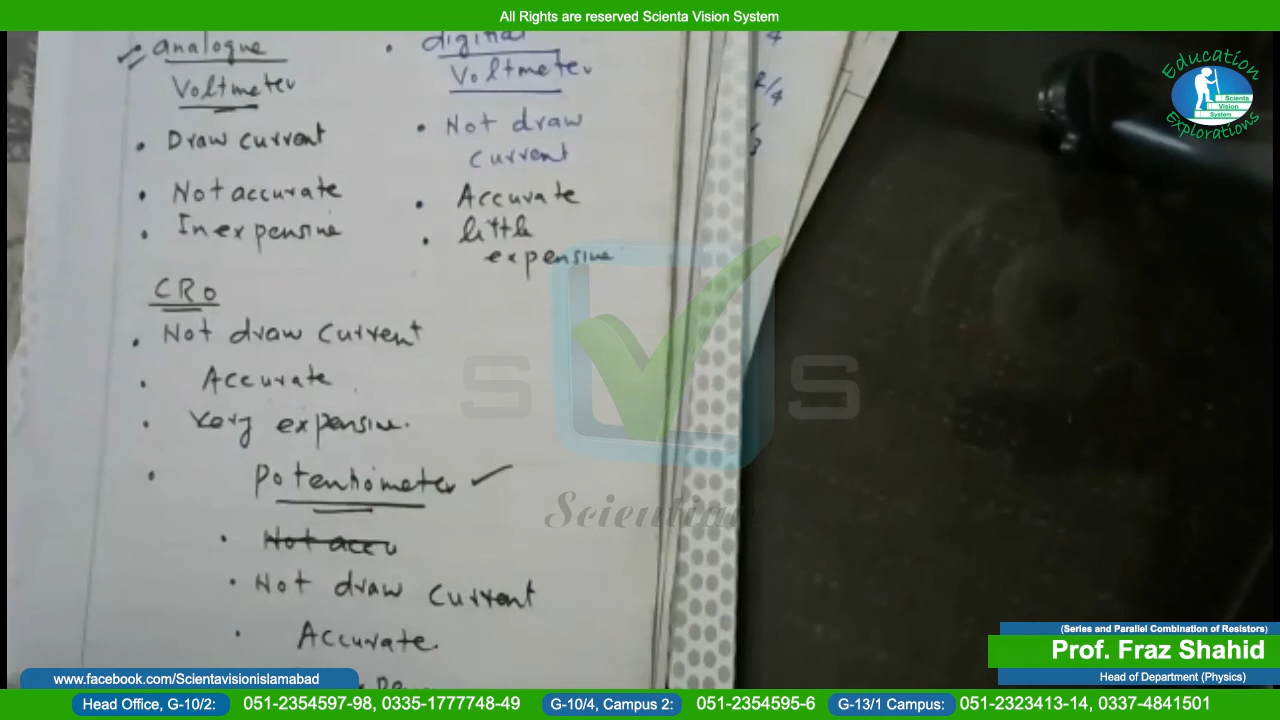 All Rights are reserved Scienta Vision System
analogue
Voltmeter
• Draw current
• Not accurate
• Inexpensive
• digital
Voltmeter
• Not draw
current
• Accurate
• little
expensive
CRO
• Not draw current
• Accurate
• Very expensive.
• Potentiometer ✓
• Not accu
• Not draw current
• Accurate
Education
Scienta
Vision
System
Explorations
S S
(Series and Parallel Combination of Resistors)
Prof. Fraz Shahid
Head of Department (Physics)
www.facebook.com/Scientavisionislamabad
Head Office, G-10/2: 051-2354597-98, 0335-1777748-49 G-10/4, Campus 2: 051-2354595-6 G-13/1 Campus: 051-2323413-14, 0337-4841501